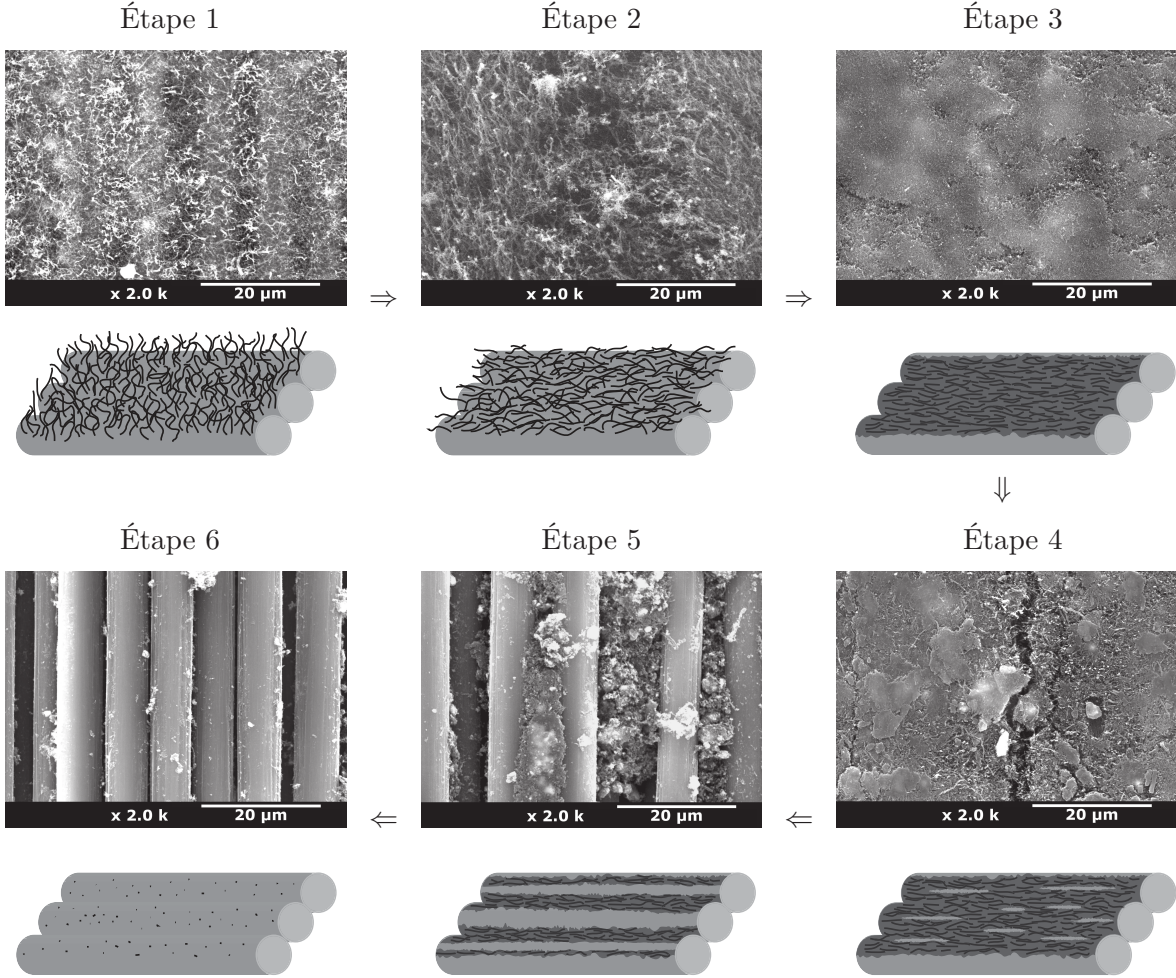 Étape 1
Étape 2
Étape 3
x 2.0 k 20 µm
x 2.0 k 20 µm
x 2.0 k 20 µm
⇒
⇒
⇓
Étape 6
Étape 5
Étape 4
x 2.0 k 20 µm
x 2.0 k 20 µm
x 2.0 k 20 µm
⇐
⇐